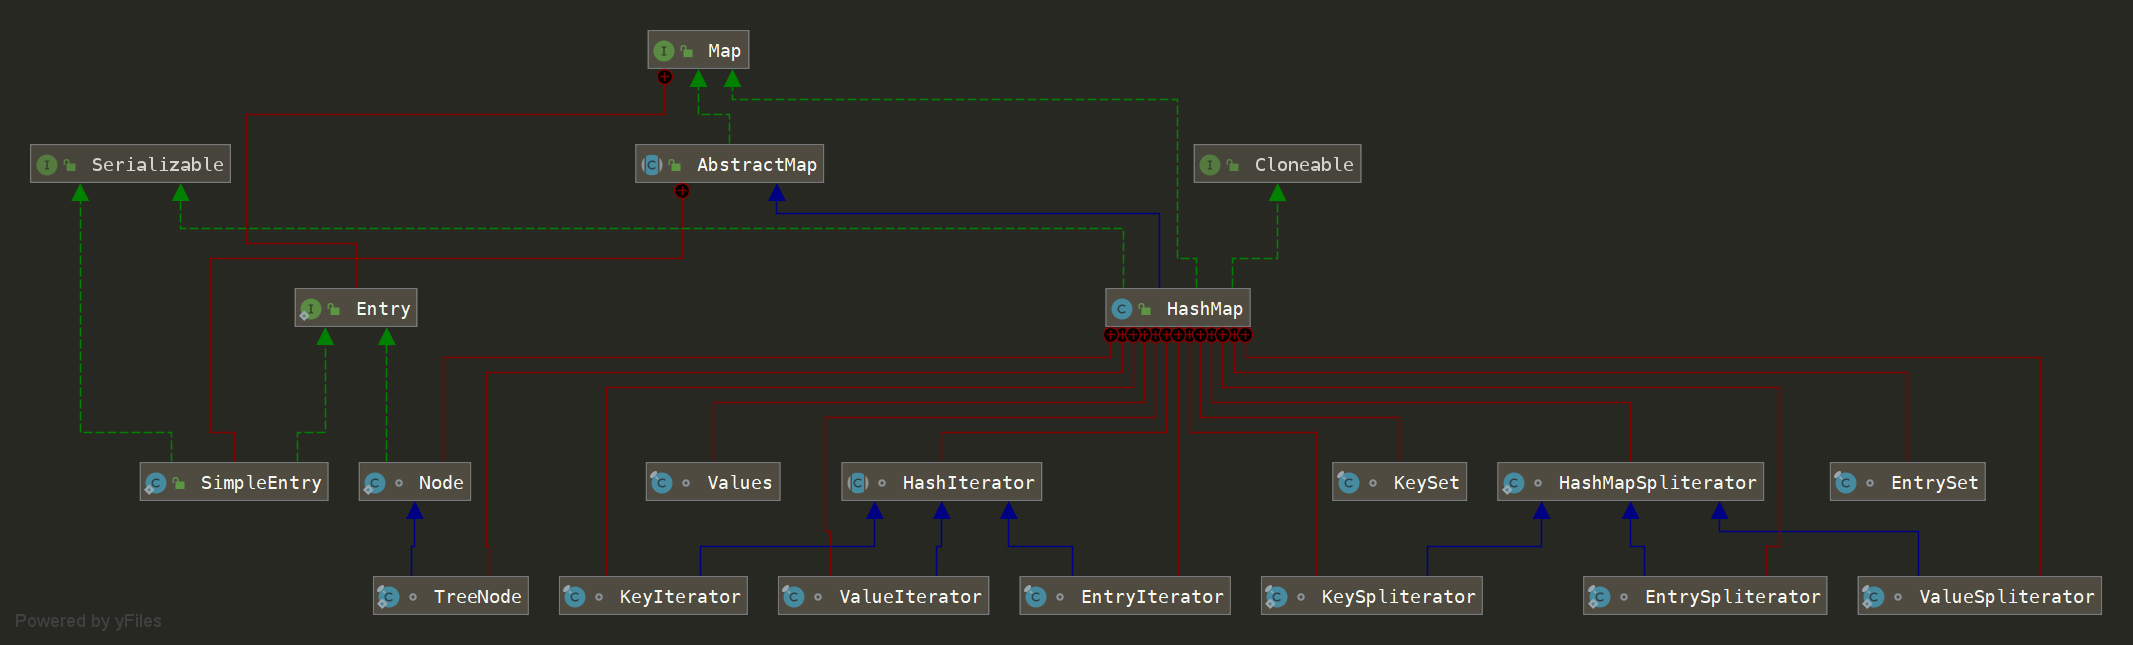 Map
Serializable
AbstractMap
Cloneable
Entry
HashMap
SimpleEntry
Node
Values
HashIterator
KeySet
HashMapSpliterator
EntrySet
TreeNode
KeyIterator
ValueIterator
EntryIterator
KeySpliterator
EntrySpliterator
ValueSpliterator
Powered by yFiles